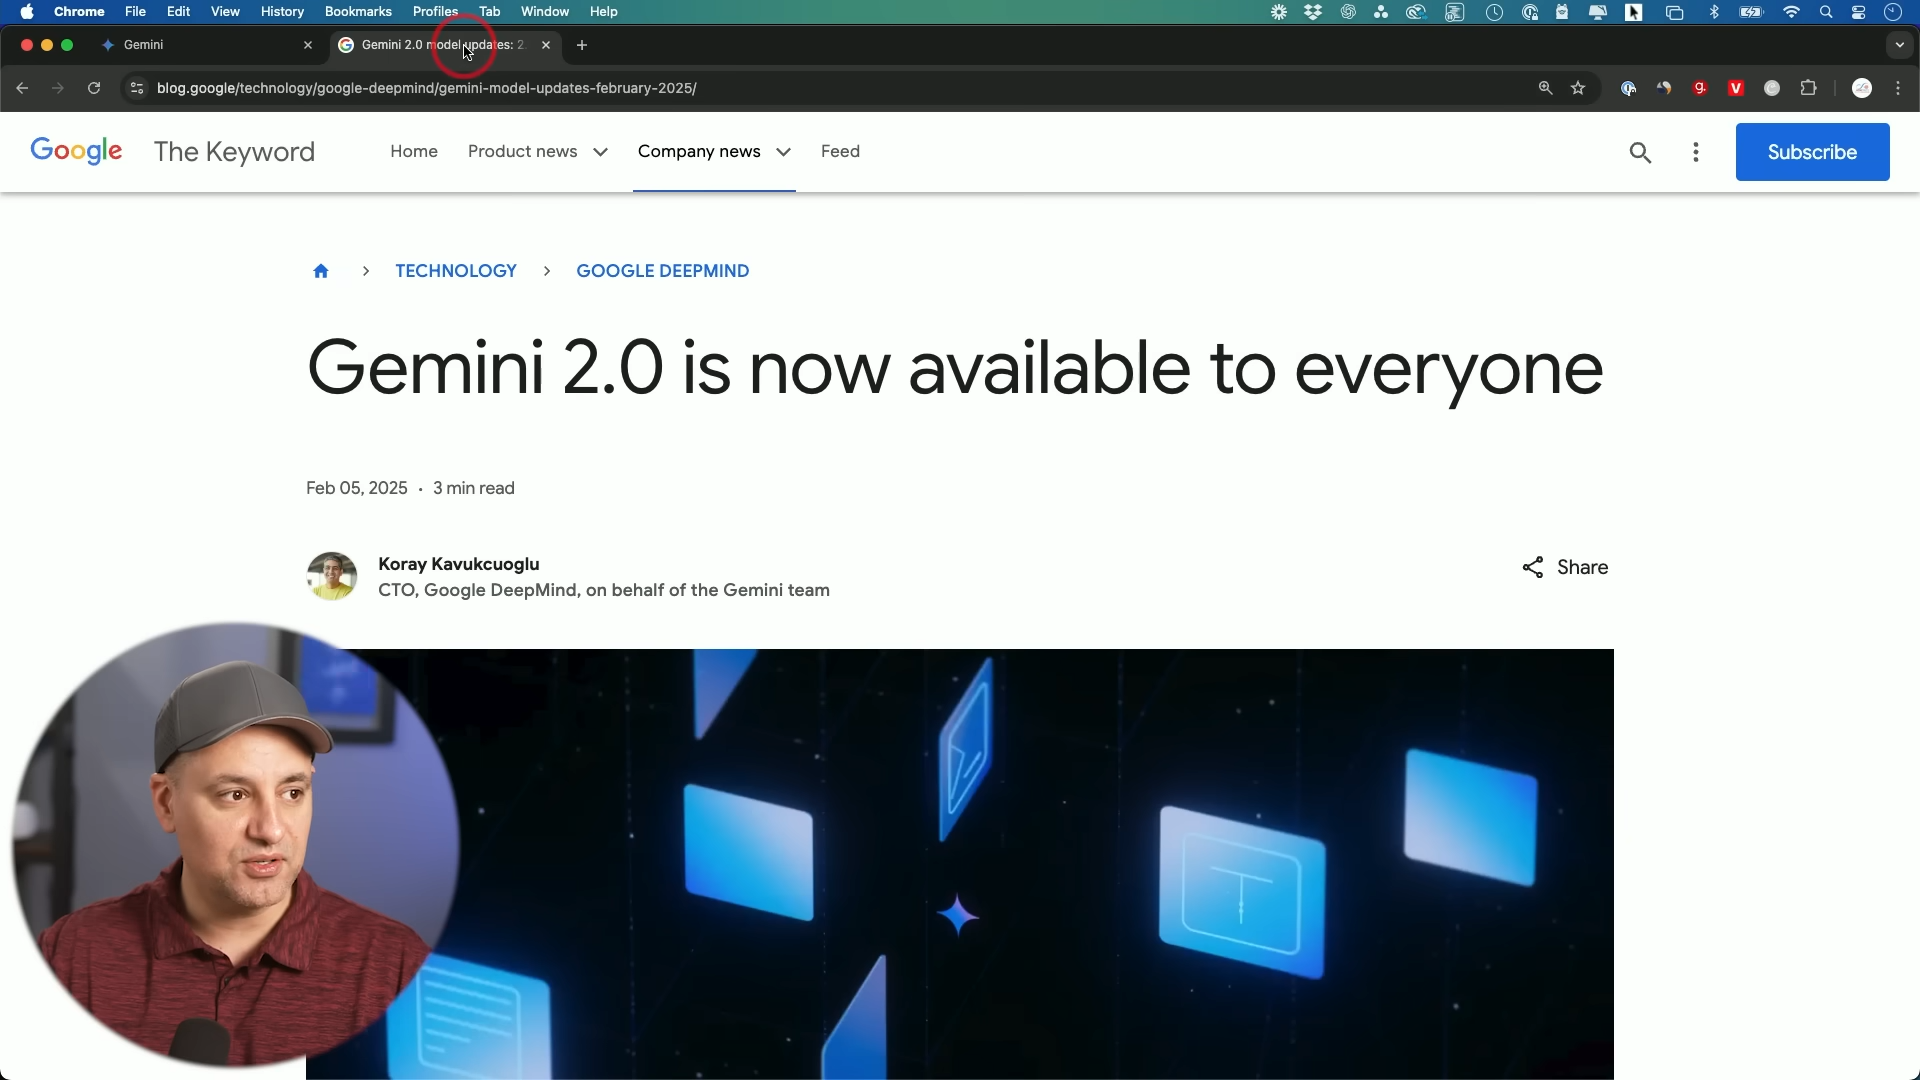 Chrome File Edit View History Bookmarks Profiles Tab Window Help
Gemini
Gemini 2.0 model updates: 2.
blog.google/technology/google-deepmind/gemini-model-updates-february-2025/
Google The Keyword Home Product news Company news Feed Subscribe
TECHNOLOGY GOOGLE DEEPMIND
Gemini 2.0 is now available to everyone
Feb 05, 2025 • 3 min read
Koray Kavukcuoglu
CTO, Google DeepMind, on behalf of the Gemini team
Share
T